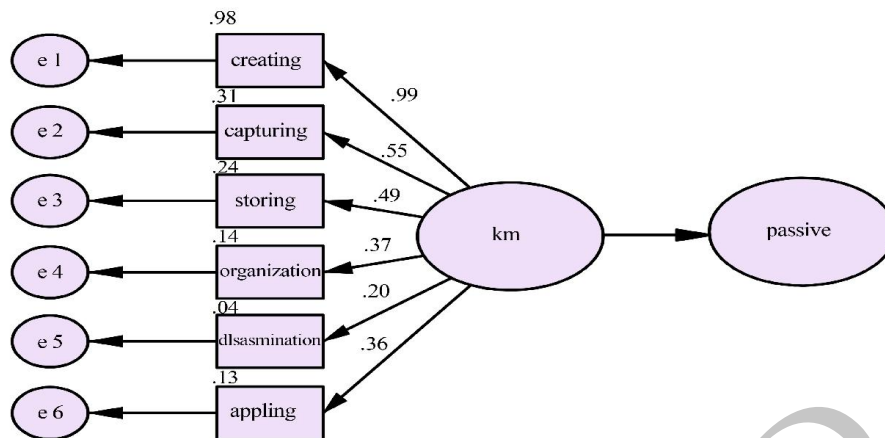 .98
e 1
creating
.99
.31
e 2
capturing
.55
.24
e 3
storing
.49
km
passive
.14
e 4
organization
.37
.04
e 5
dlsasmination
.20
.13
e 6
appling
.36